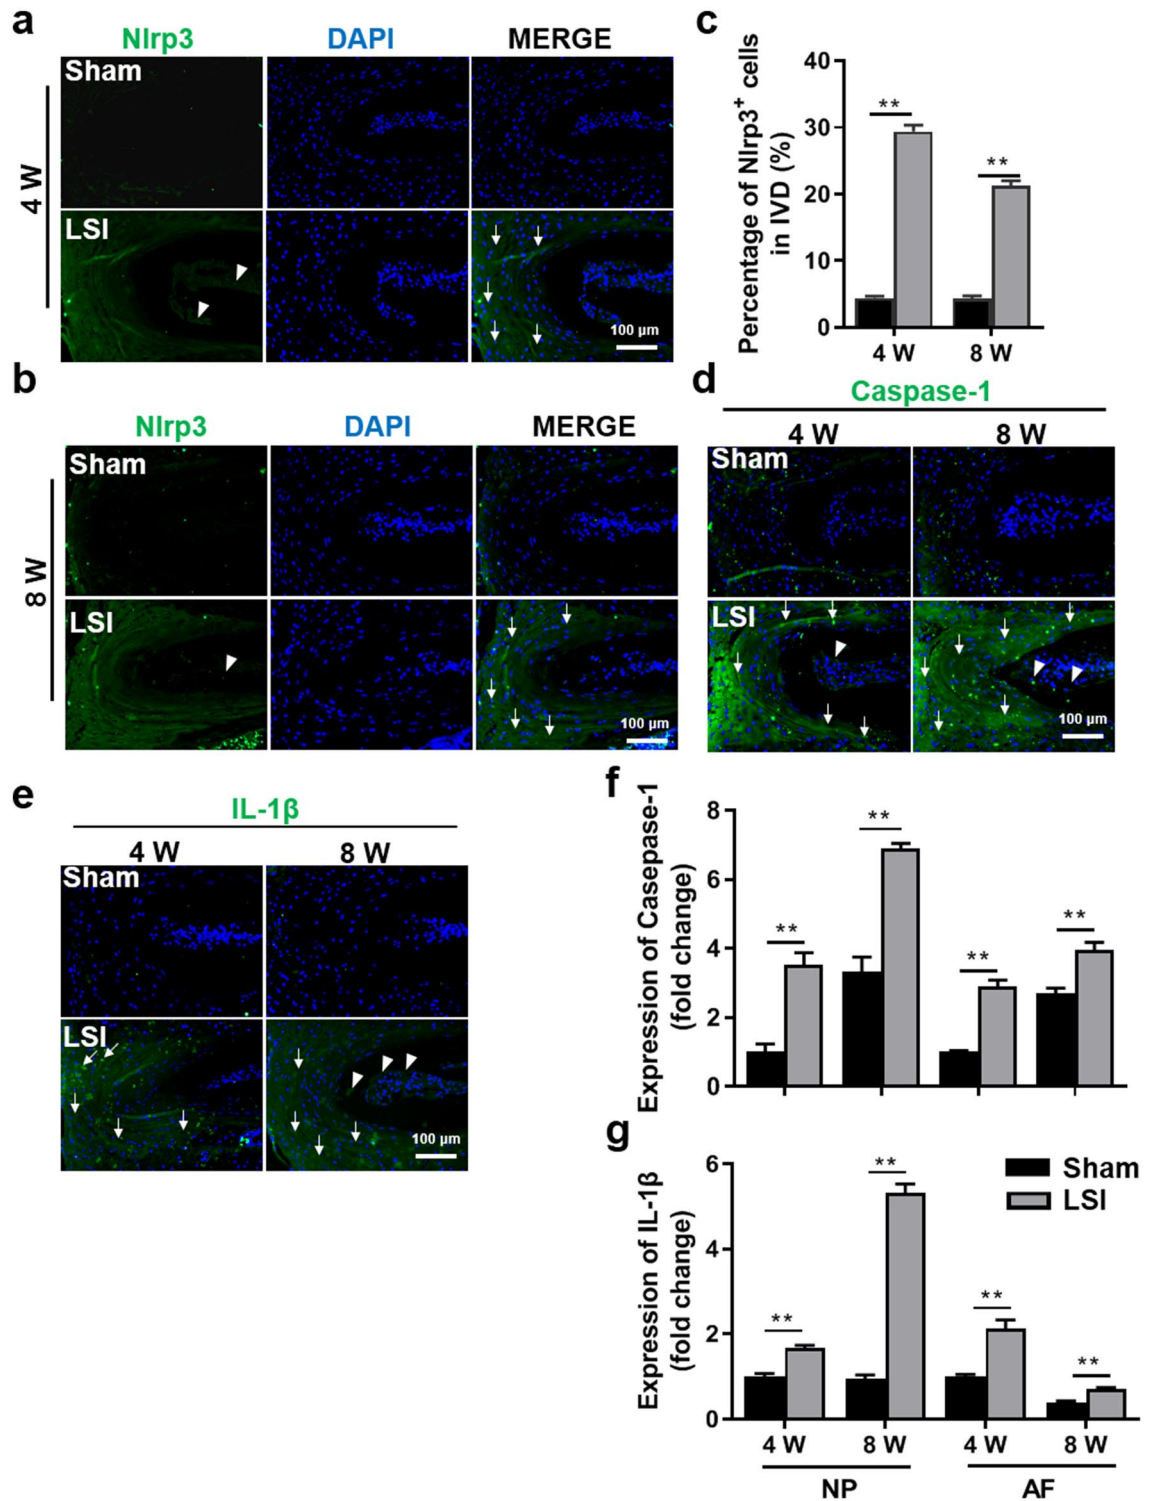 a
Nlrp3 DAPI MERGE
4 W
Sham
LSI
100 µm
b
Nlrp3 DAPI MERGE
8 W
Sham
LSI
100 µm
c
Percentage of Nlrp3+ cells
in IVD (%)
40
30
20
10
0
**
**
4 W 8 W
d
Caspase-1
4 W 8 W
Sham
LSI
100 µm
e
IL-1β
4 W 8 W
Sham
LSI
100 µm
f
Expression of Casepase-1
(fold change)
8
6
4
2
0
**
**
**
**
g
Expression of IL-1β
(fold change)
6
4
2
0
**
**
**
**
Sham
LSI
4 W 8 W 4 W 8 W
NP AF